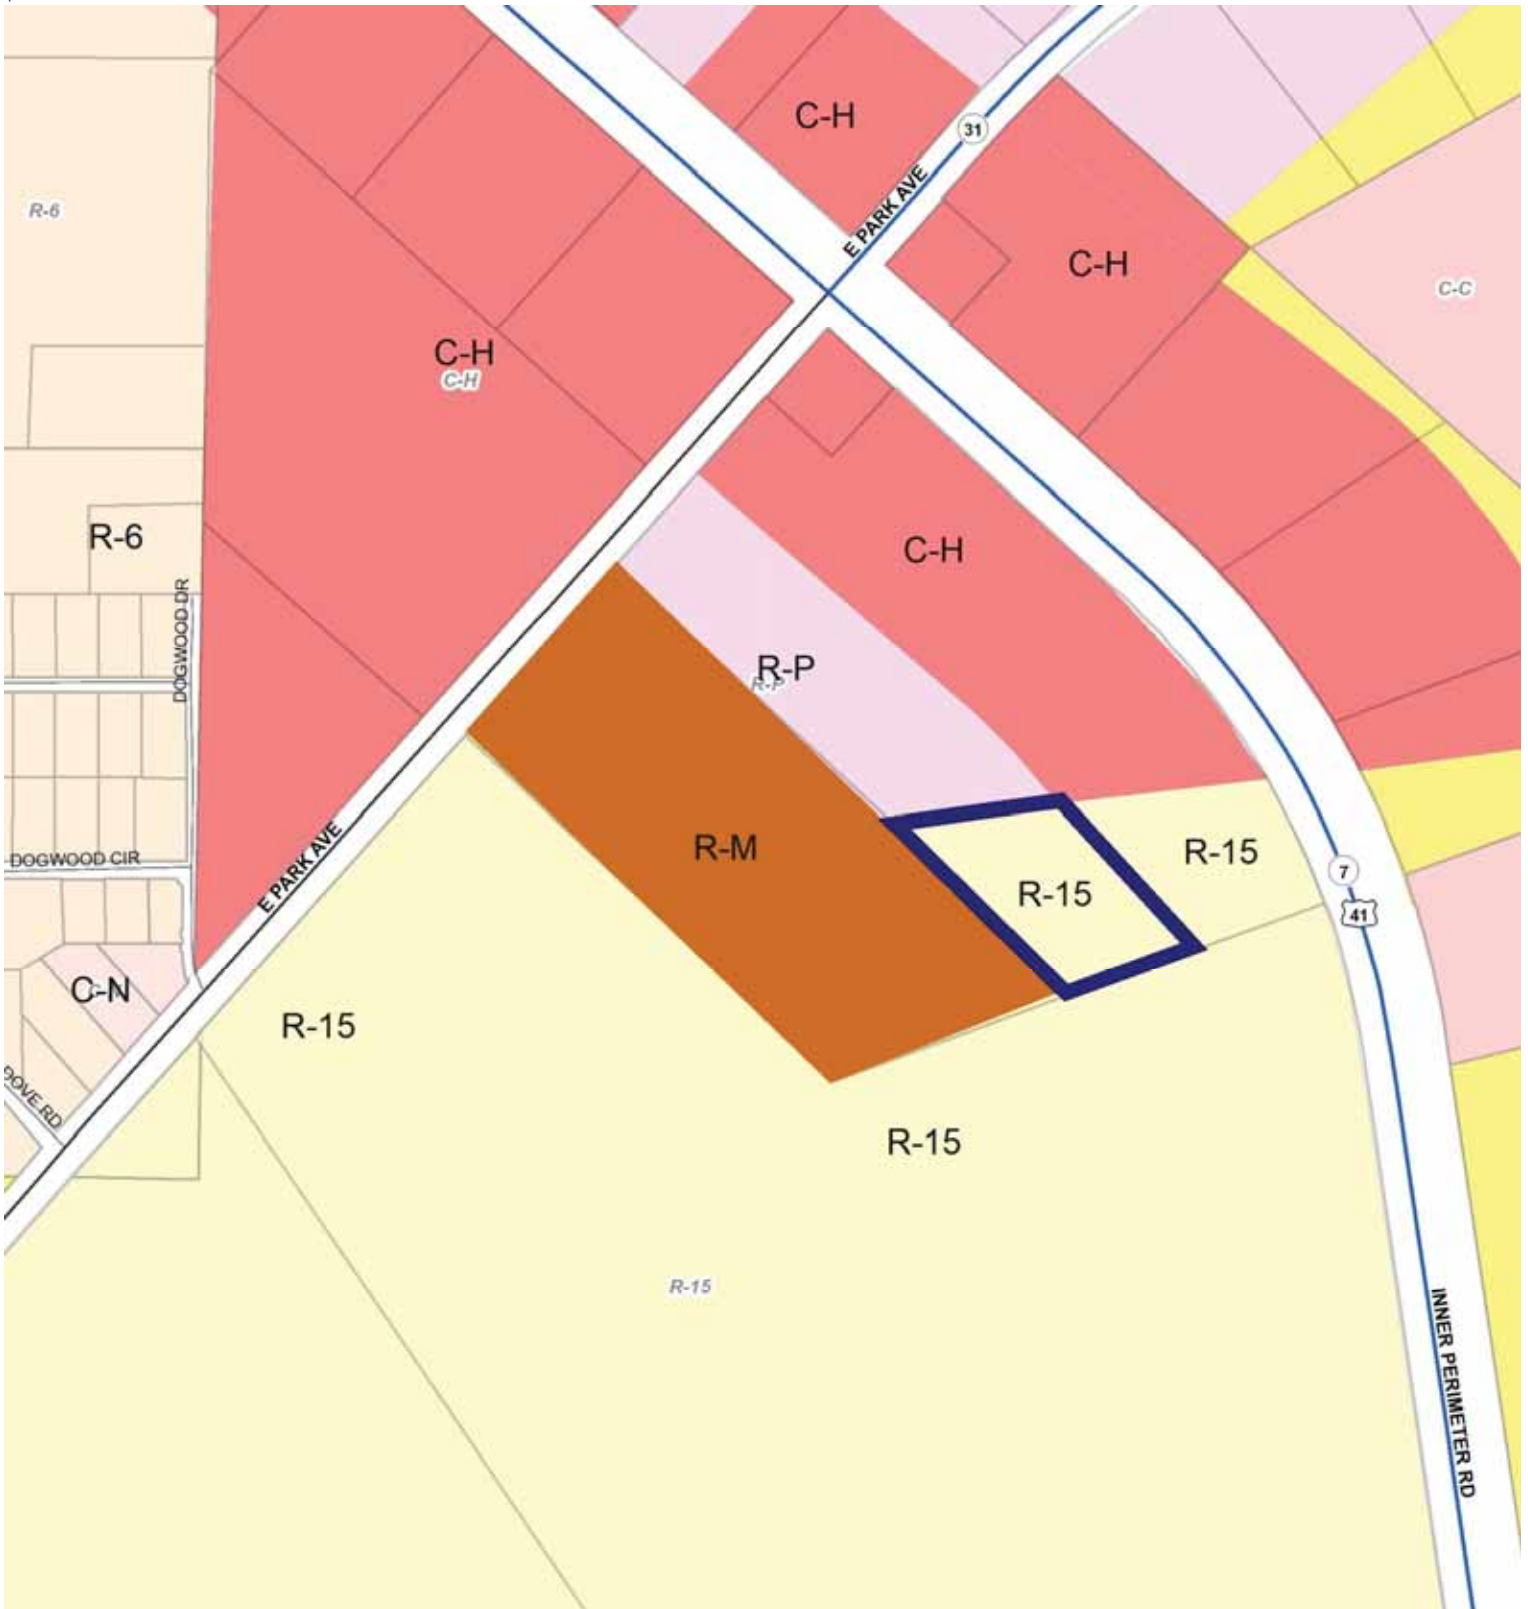 C-H
31
E PARK AVE
R-6
C-H
C-C
C-H
C-H
R-6
C-H
DOGWOOD DR
R-P
R-P
R-M
R-15
E PARK AVE
DOGWOOD CIR
7
R-15
41
C-N
R-15
DOVE RD
R-15
R-15
INNER PERIMETER RD